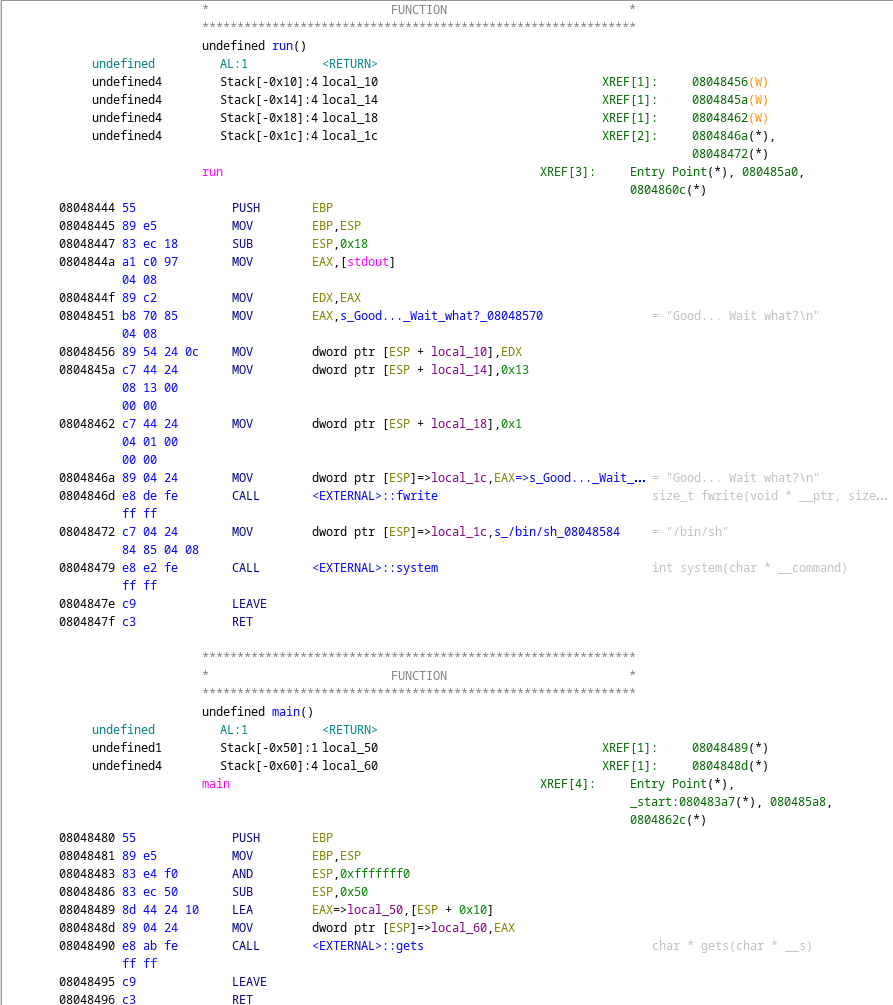 * FUNCTION *
**************************************************************
undefined run()
undefined AL:1 <RETURN>
undefined4 Stack[-0x10]:4 local_10 XREF[1]: 08048456(W)
undefined4 Stack[-0x14]:4 local_14 XREF[1]: 0804845a(W)
undefined4 Stack[-0x18]:4 local_18 XREF[1]: 08048462(W)
undefined4 Stack[-0x1c]:4 local_1c XREF[2]: 0804846a(*),
08048472(*)
run XREF[3]: Entry Point(*), 080485a0,
0804860c(*)
08048444 55 PUSH EBP
08048445 89 e5 MOV EBP,ESP
08048447 83 ec 18 SUB ESP,0x18
0804844a a1 c0 97 MOV EAX,[stdout]
04 08
0804844f 89 c2 MOV EDX,EAX
08048451 b8 70 85 MOV EAX,s_Good..._Wait_what?_08048570 = "Good... Wait what?\n"
04 08
08048456 89 54 24 0c MOV dword ptr [ESP + local_10],EDX
0804845a c7 44 24 MOV dword ptr [ESP + local_14],0x13
08 13 00
00 00
08048462 c7 44 24 MOV dword ptr [ESP + local_18],0x1
04 01 00
00 00
0804846a 89 04 24 MOV dword ptr [ESP]=>local_1c,EAX=>s_Good..._Wait_... = "Good... Wait what?\n"
0804846d e8 de fe CALL <EXTERNAL>::fwrite size_t fwrite(void * __ptr, size...
ff ff
08048472 c7 04 24 MOV dword ptr [ESP]=>local_1c,s_/bin/sh_08048584 = "/bin/sh"
84 85 04 08
08048479 e8 e2 fe CALL <EXTERNAL>::system int system(char * __command)
ff ff
0804847e c9 LEAVE
0804847f c3 RET
**************************************************************
* FUNCTION *
**************************************************************
undefined main()
undefined AL:1 <RETURN>
undefined1 Stack[-0x50]:1 local_50 XREF[1]: 08048489(*)
undefined4 Stack[-0x60]:4 local_60 XREF[1]: 0804848d(*)
main XREF[4]: Entry Point(*),
_start:080483a7(*), 080485a8,
0804862c(*)
08048480 55 PUSH EBP
08048481 89 e5 MOV EBP,ESP
08048483 83 e4 f0 AND ESP,0xfffffff0
08048486 83 ec 50 SUB ESP,0x50
08048489 8d 44 24 10 LEA EAX=>local_50,[ESP + 0x10]
0804848d 89 04 24 MOV dword ptr [ESP]=>local_60,EAX
08048490 e8 ab fe CALL <EXTERNAL>::gets char * gets(char * __s)
ff ff
08048495 c9 LEAVE
08048496 c3 RET